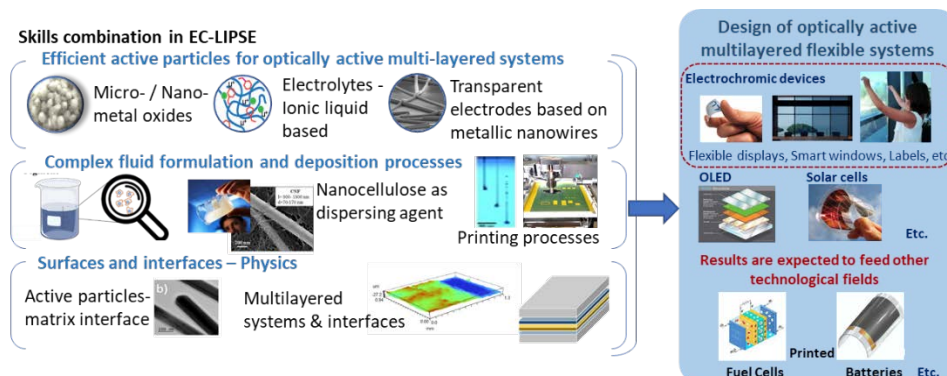 Skills combination in EC-LIPSE
Efficient active particles for optically active multi-layered systems
Micro- / Nano-
metal oxides
Electrolytes -
Ionic liquid
based
Transparent
electrodes based on
metallic nanowires
Complex fluid formulation and deposition processes
CNF
Nanocellulose as
dispersing agent
Printing processes
Surfaces and interfaces – Physics
Active particles-
matrix interface
b)
Multilayered
systems & interfaces
Design of optically active
multilayered flexible systems
Electrochromic devices
Flexible displays, Smart windows, Labels, etc
OLED
Solar cells
Etc.
Results are expected to feed other
technological fields
Printed
Fuel Cells
Batteries
Etc.